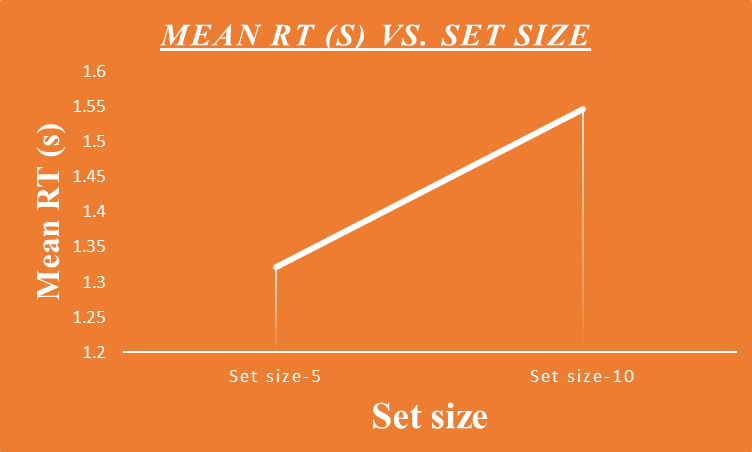 MEAN RT (S) VS. SET SIZE
1.6
1.55
1.5
1.45
1.4
1.35
1.3
1.25
1.2
Mean RT (s)
Set size-5
Set size-10
Set size